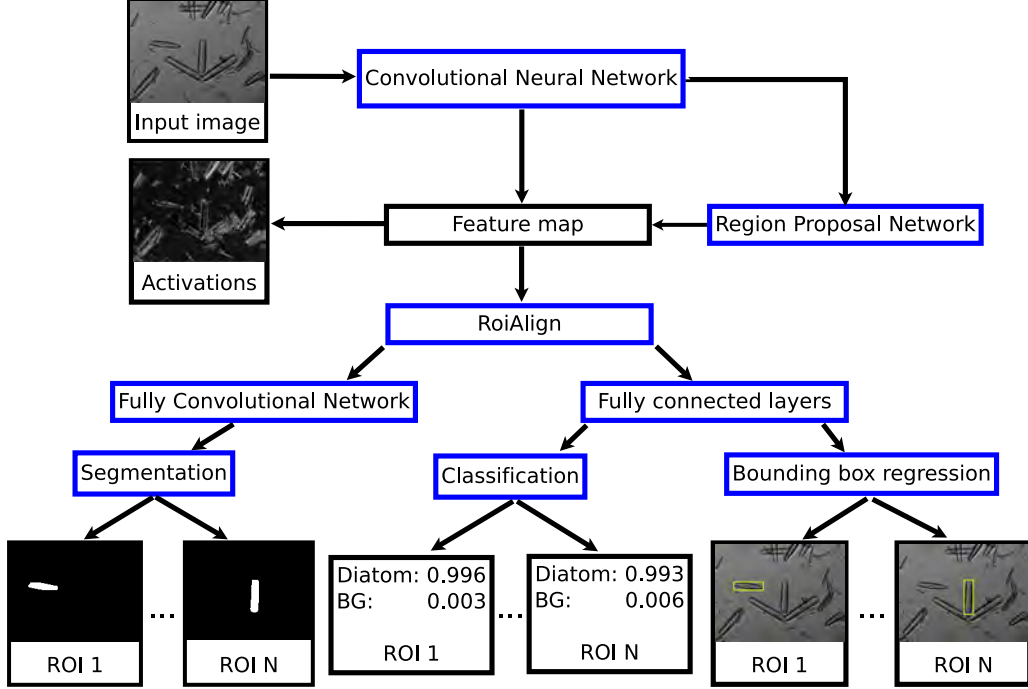 Convolutional Neural Network
Input image
Feature map
Region Proposal Network
Activations
RoiAlign
Fully Convolutional Network
Fully connected layers
Segmentation
Classification
Bounding box regression
ROI 1
...
ROI N
Diatom: 0.996
BG: 0.003
ROI 1
...
Diatom: 0.993
BG: 0.006
ROI N
ROI 1
...
ROI N